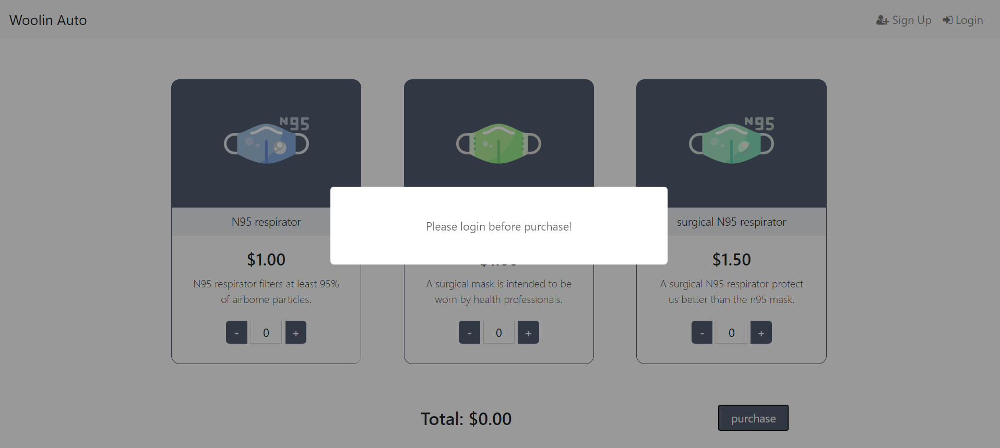 Woolin Auto
Sign Up
Login
N95
N95
Please login before purchase!
N95 respirator
$1.00
N95 respirator filters at least 95%
of airborne particles.
-
0
+
A surgical mask is intended to be
worn by health professionals.
-
0
+
surgical N95 respirator
$1.50
A surgical N95 respirator protect
us better than the n95 mask.
-
0
+
Total: $0.00
purchase